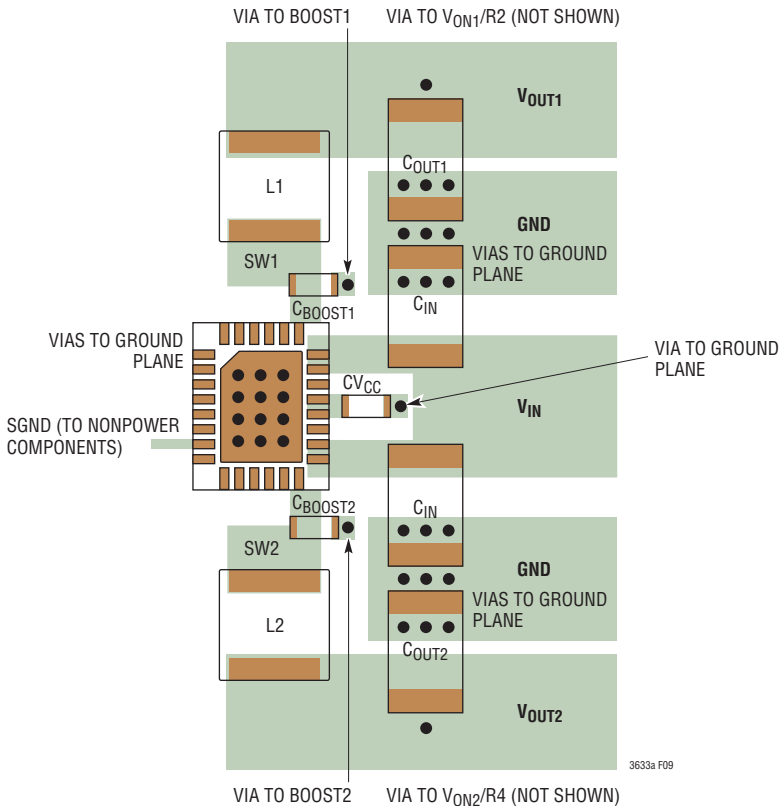 VIA TO BOOST1
VIA TO VON1/R2 (NOT SHOWN)
VOUT1
COUT1
L1
GND
VIAS TO GROUND
PLANE
SW1
CBOOST1
CIN
VIAS TO GROUND
PLANE
VIA TO GROUND
PLANE
CVCC
VIN
SGND (TO NONPOWER
COMPONENTS)
CBOOST2
CIN
SW2
GND
VIAS TO GROUND
PLANE
L2
COUT2
VOUT2
3633a F09
VIA TO BOOST2
VIA TO VON2/R4 (NOT SHOWN)